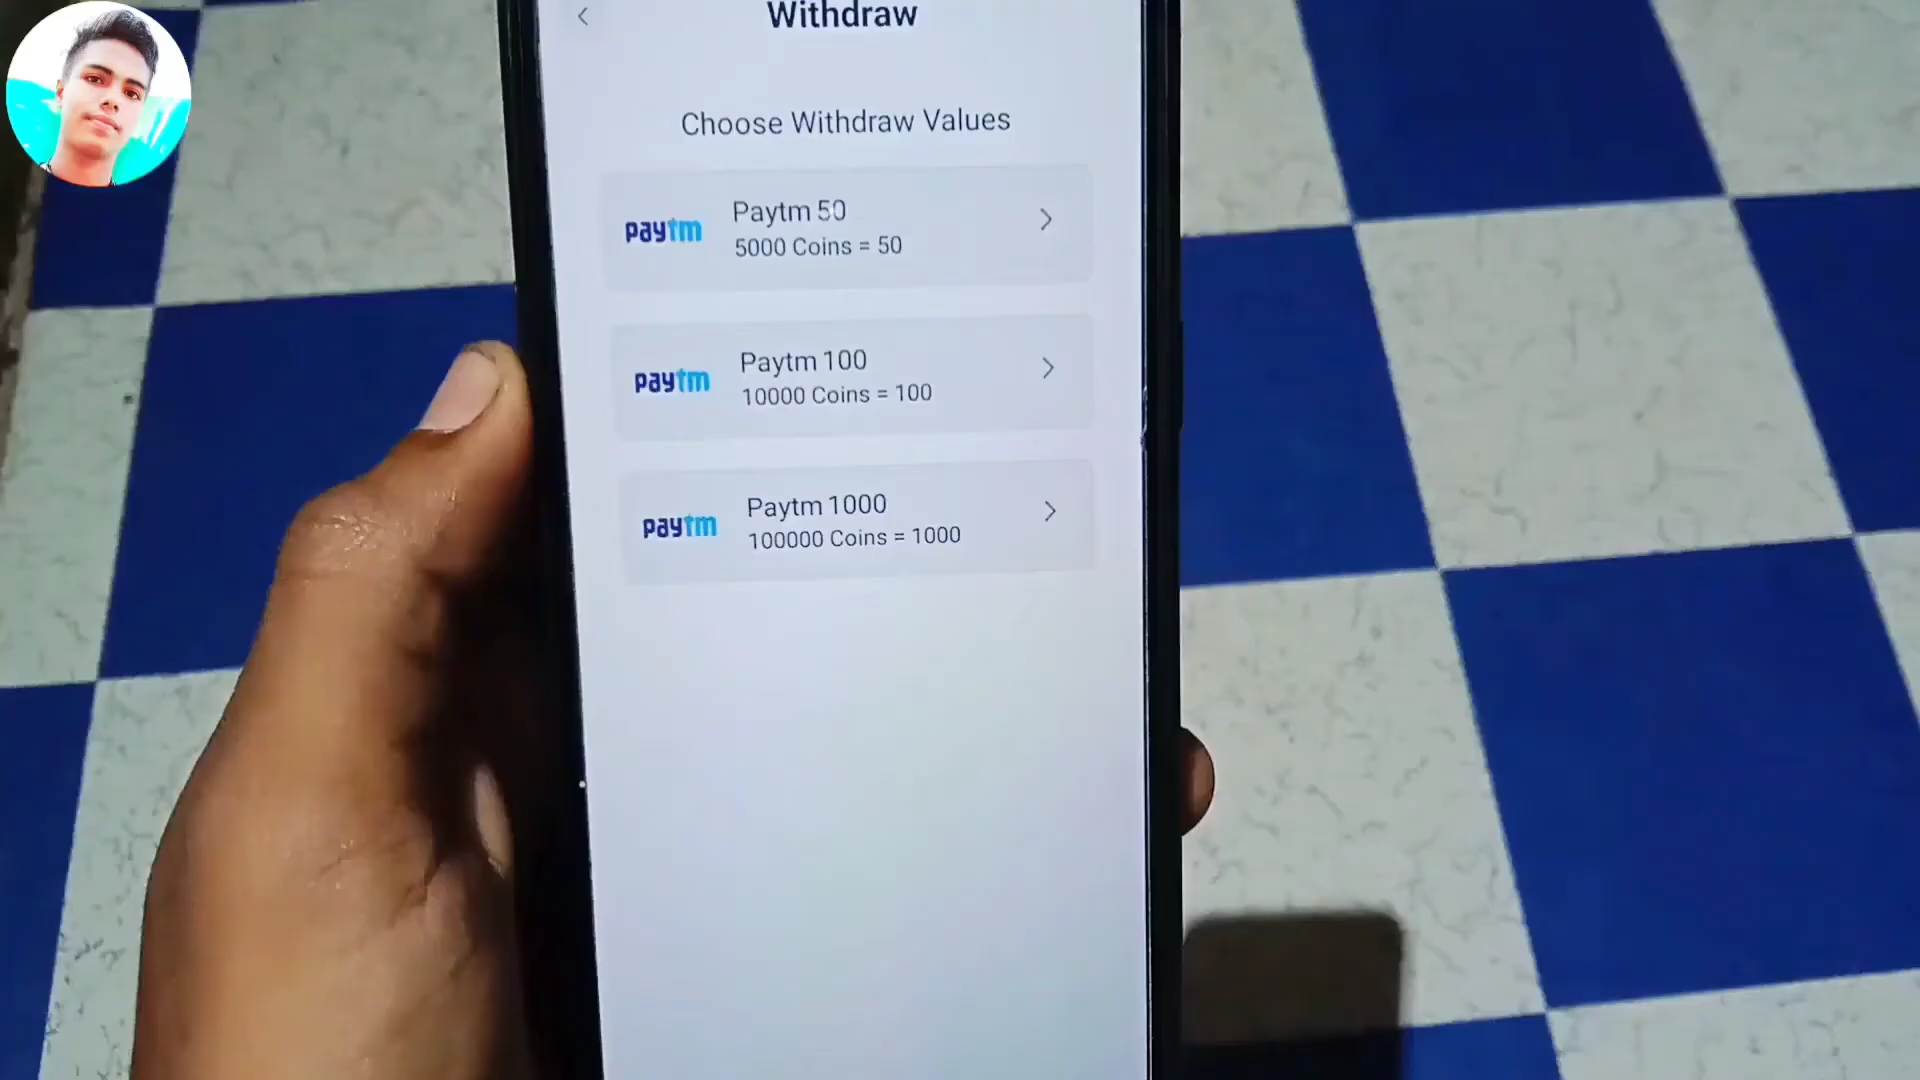 Withdraw
Choose Withdraw Values
paytm
Paytm 50
5000 Coins = 50
paytm
Paytm 100
10000 Coins = 100
paytm
Paytm 1000
100000 Coins = 1000